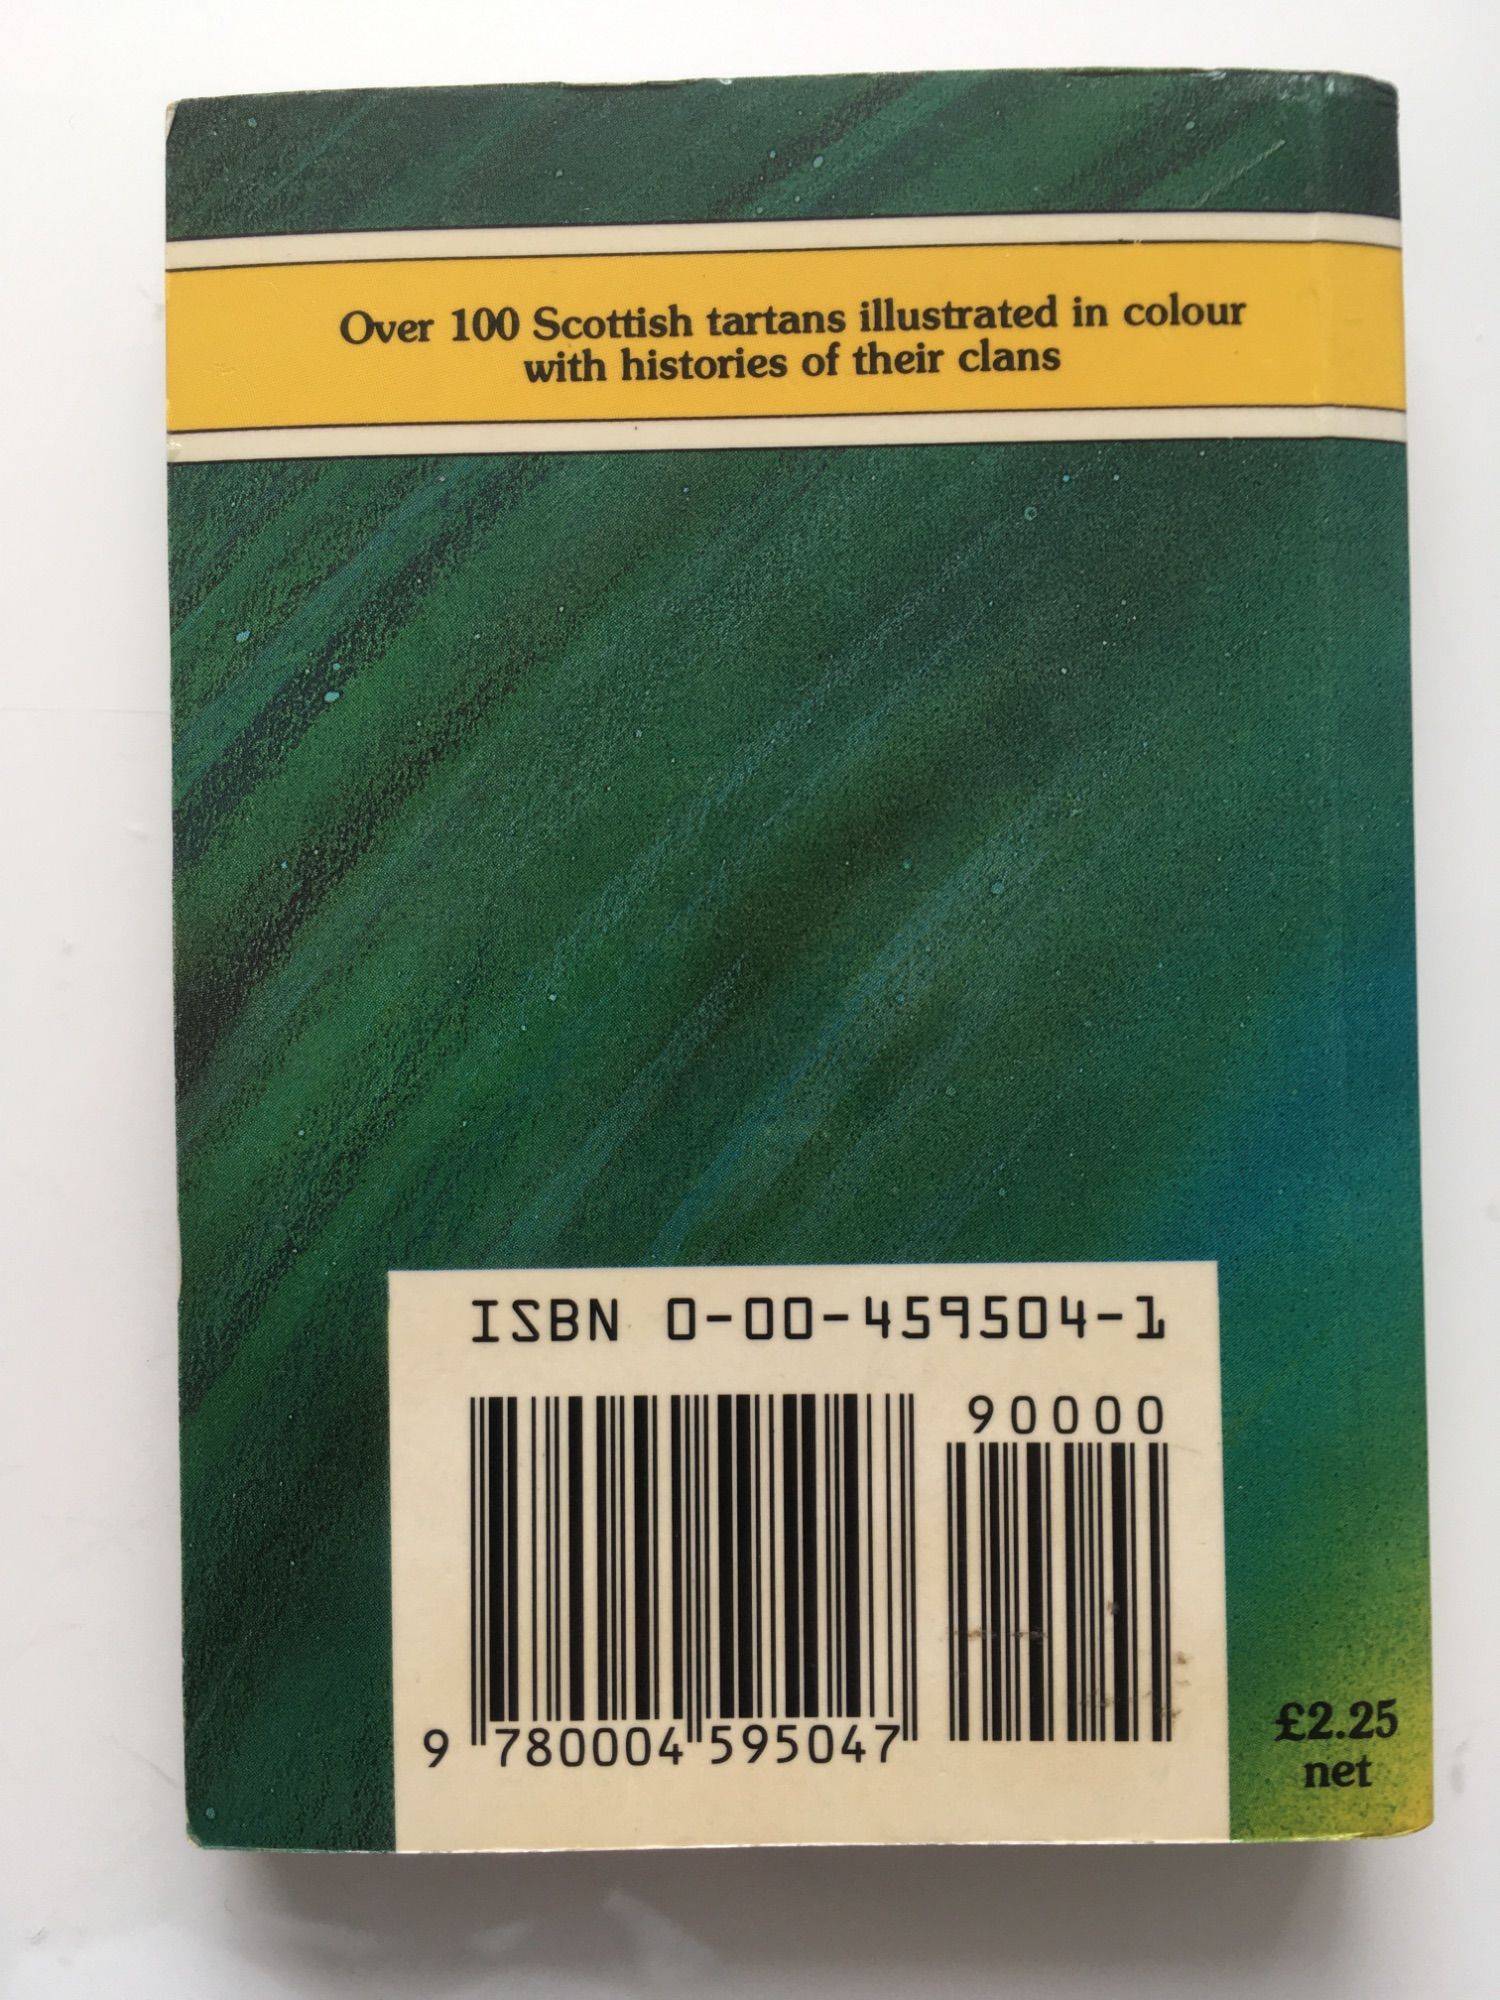 Over 100 Scottish tartans illustrated in colour
with histories of their clans
ISBN 0-00-459504-1
90000
9 780004 595047
£2.25
net